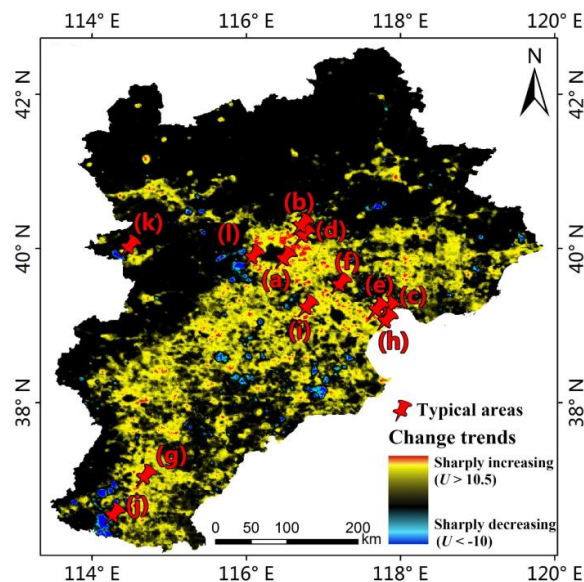 114° E 116° E 118° E 120° E
N
42° N 42° N
(b)
(k) (l) (d)
40° N 40° N
(a) (f) (e) (c)
(i) (h)
38° N 38° N
Typical areas
Change trends
(g) Sharply increasing
(U > 10.5)
(j) Sharply decreasing
(U < -10)
0 50 100 200
km
114° E 116° E 118° E 120° E